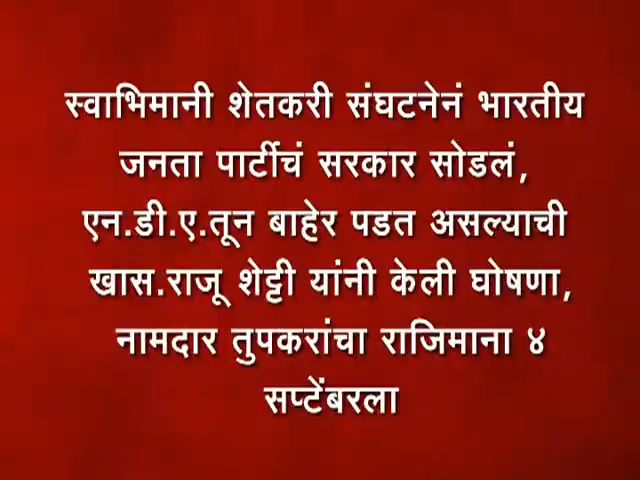 स्वाभिमानी शेतकरी संघटनेनं भारतीय
जनता पार्टीचं सरकार सोडलं,
एन.डी.ए.तून बाहेर पडत असल्याची
खास.राजू शेट्टी यांनी केली घोषणा,
नामदार तुपकरांचा राजिमाना ४
सप्टेंबरला